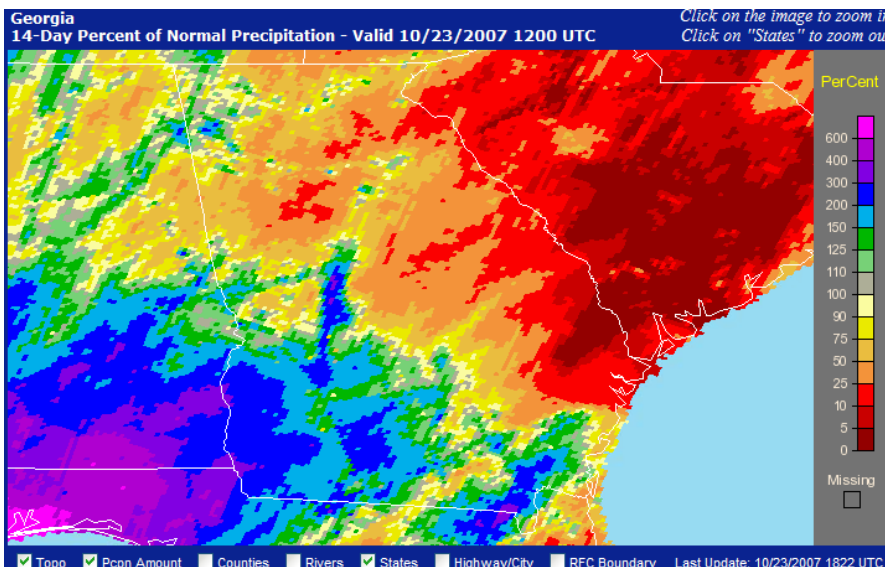 Georgia
14-Day Percent of Normal Precipitation - Valid 10/23/2007 1200 UTC
Click on the image to zoom in
Click on "States" to zoom out
PerCent
600
400
300
200
150
125
110
100
90
75
50
25
10
5
0
Missing
Topo Pcpn Amount Counties Rivers States Highway/City RFC Boundary Last Update: 10/23/2007 1822 UTC